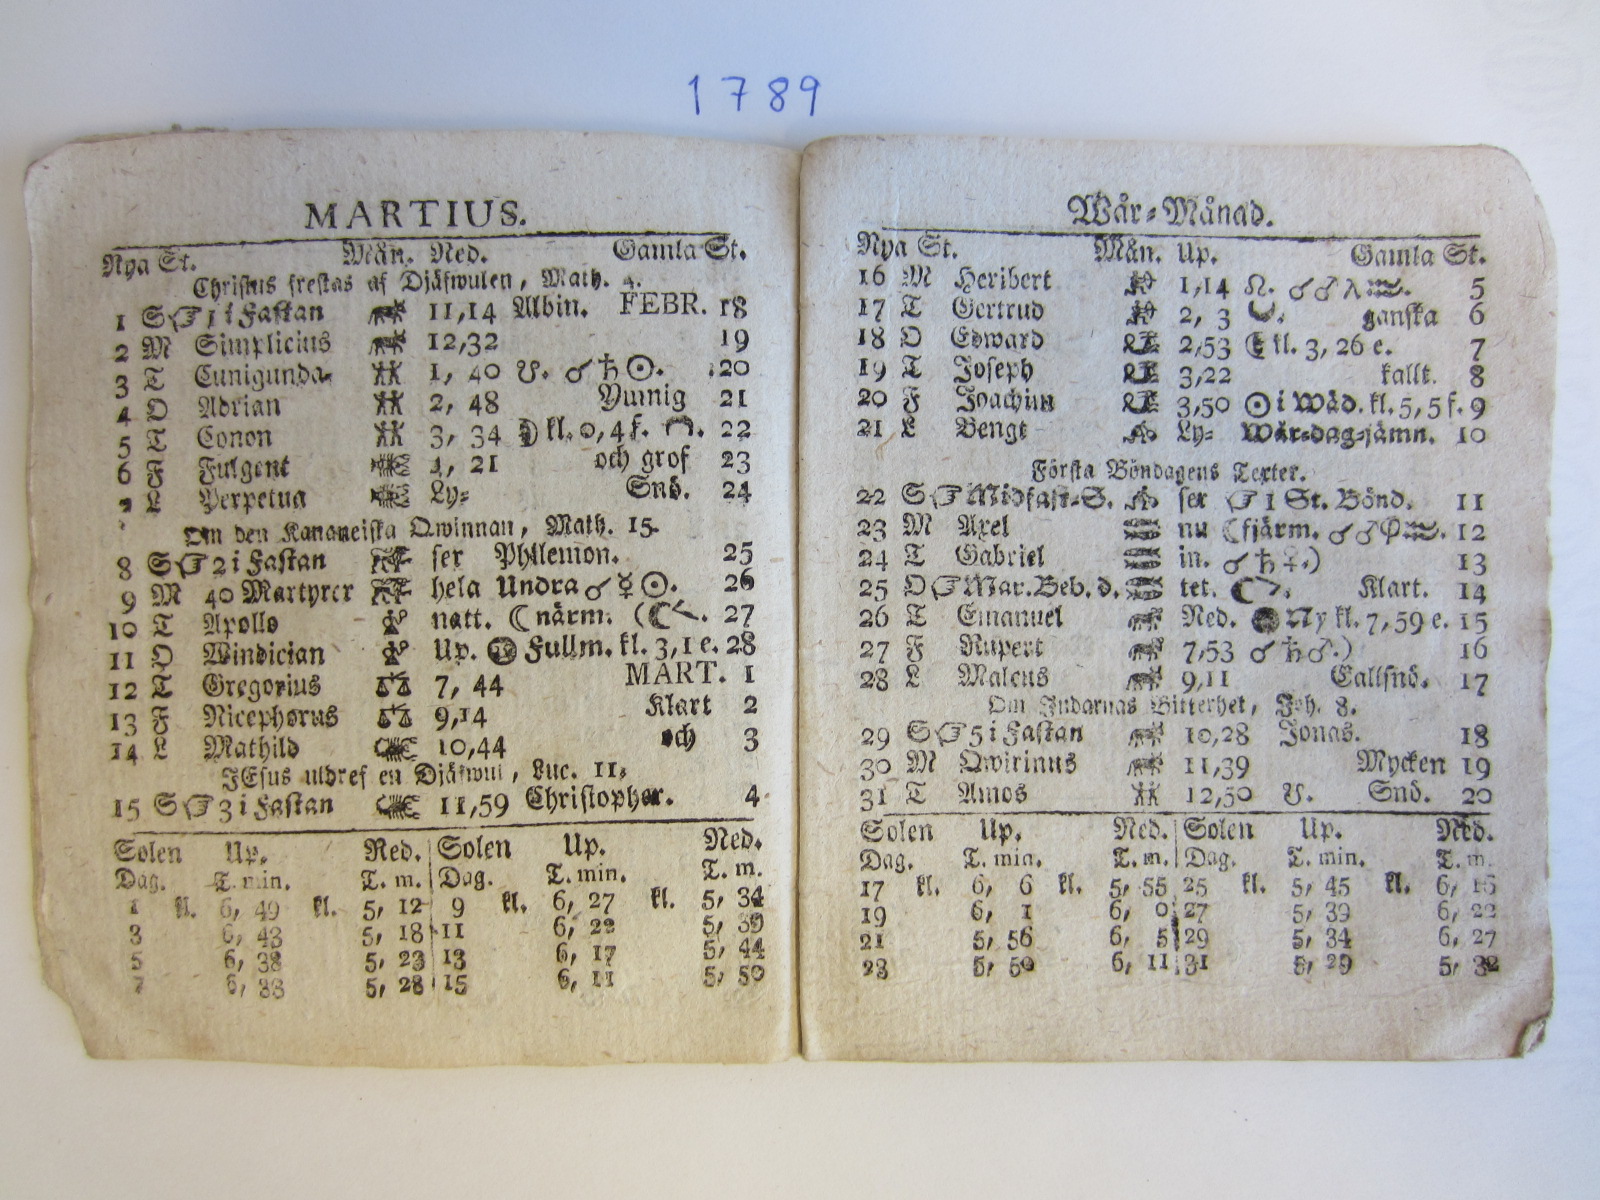 1789
MARTIUS.
Nya St. Mån. Ned. Gamla St.
Christus frestas af Djäfwulen, Math. 4.
1 S ☞ 1 i Fastan 11,14 Albin. FEBR. 18
2 M Simplicius 12,32 19
3 T Cunigunda 1, 40 ☋. ☌ ♄ ☉. 20
4 O Adrian 2, 48 Ymnig 21
5 T Conon 3, 34 ☽ kl. 0, 4 f. 22
6 F Fulgent 4, 21 och grof 23
7 L Perpetua Ly= Snö. 24
Om den Kananeiska Qwinnan, Math. 15.
8 S ☞ 2 i Fastan ser Philemon. 25
9 M 40 Martyrer hela Undra ☌ ☿ ☉. 26
10 T Apollo natt. ☾ närm. 27
11 O Windician Up. Fullm. kl. 3, 1 e. 28
12 T Gregorius 7, 44 MART. 1
13 F Nicephorus 9,14 Klart 2
14 L Mathild 10,44 och 3
JEsus utdref en Djäfwul, Luc. 11.
15 S ☞ 3 i Fastan 11,59 Christopher. 4
Solen Up. Ned. Solen Up. Ned.
Dag. T. min. T. m. Dag. T. min. T. m.
1 kl. 6, 49 kl. 5, 12 9 kl. 6, 27 kl. 5, 34
3 6, 43 5, 18 11 6, 22 5, 39
5 6, 38 5, 23 13 6, 17 5, 44
7 6, 33 5, 28 15 6, 11 5, 50
Wår=Månad.
Nya St. Mån. Up. Gamla St.
16 M Heribert 1,14 ☊. ☌ ♂ λ ♒. 5
17 T Gertrud 2, 3 ganska 6
18 O Edward 2,53 ☾ kl. 3, 26 e. 7
19 T Joseph 3,22 kallt. 8
20 F Joachim 3,50 ☉ i Wäd. kl. 5, 5 f. 9
21 L Bengt Ly= Wår-dag-jämn. 10
Första Böndagens Texter.
22 S ☞ Midfast-S. ser ☞ 1 St. Bönd. 11
23 M Axel nu ☾ fjärm. ☌ ♂ φ ♒. 12
24 T Gabriel in. ☌ ♄ ♀.) 13
25 O ☞ Mar. Beb. d. tet. Klart. 14
26 T Emanuel Ned. Ny kl. 7, 59 e. 15
27 F Rupert 7,53 ☌ ♄ ♂.) 16
28 L Malcus 9,11 Callsnö. 17
Om Judarnas Bitterhet, Joh. 8.
29 S ☞ 5 i Fastan 10,28 Jonas. 18
30 M Qwirinus 11,39 Mycken 19
31 T Amos 12,50 ☋. Snö. 20
Solen Up. Ned. Solen Up. Ned.
Dag. T. min. T. m. Dag. T. min. T. m.
17 kl. 6, 6 kl. 5, 55 25 kl. 5, 45 kl. 6, 16
19 6, 1 6, 0 27 5, 39 6, 22
21 5, 56 6, 5 29 5, 34 6, 27
23 5, 50 6, 11 31 5, 29 6, 32